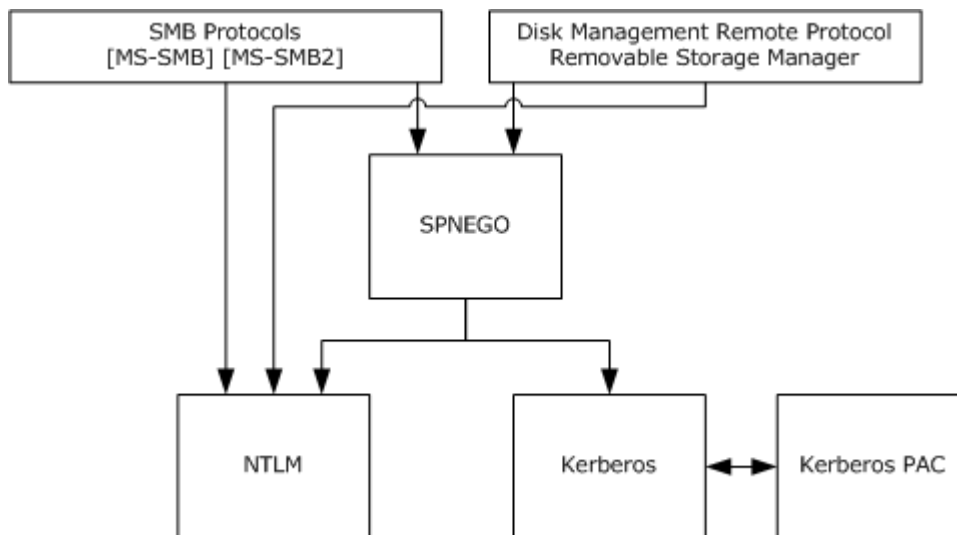 SMB Protocols
[MS-SMB] [MS-SMB2]
Disk Management Remote Protocol
Removable Storage Manager
SPNEGO
NTLM
Kerberos
Kerberos PAC